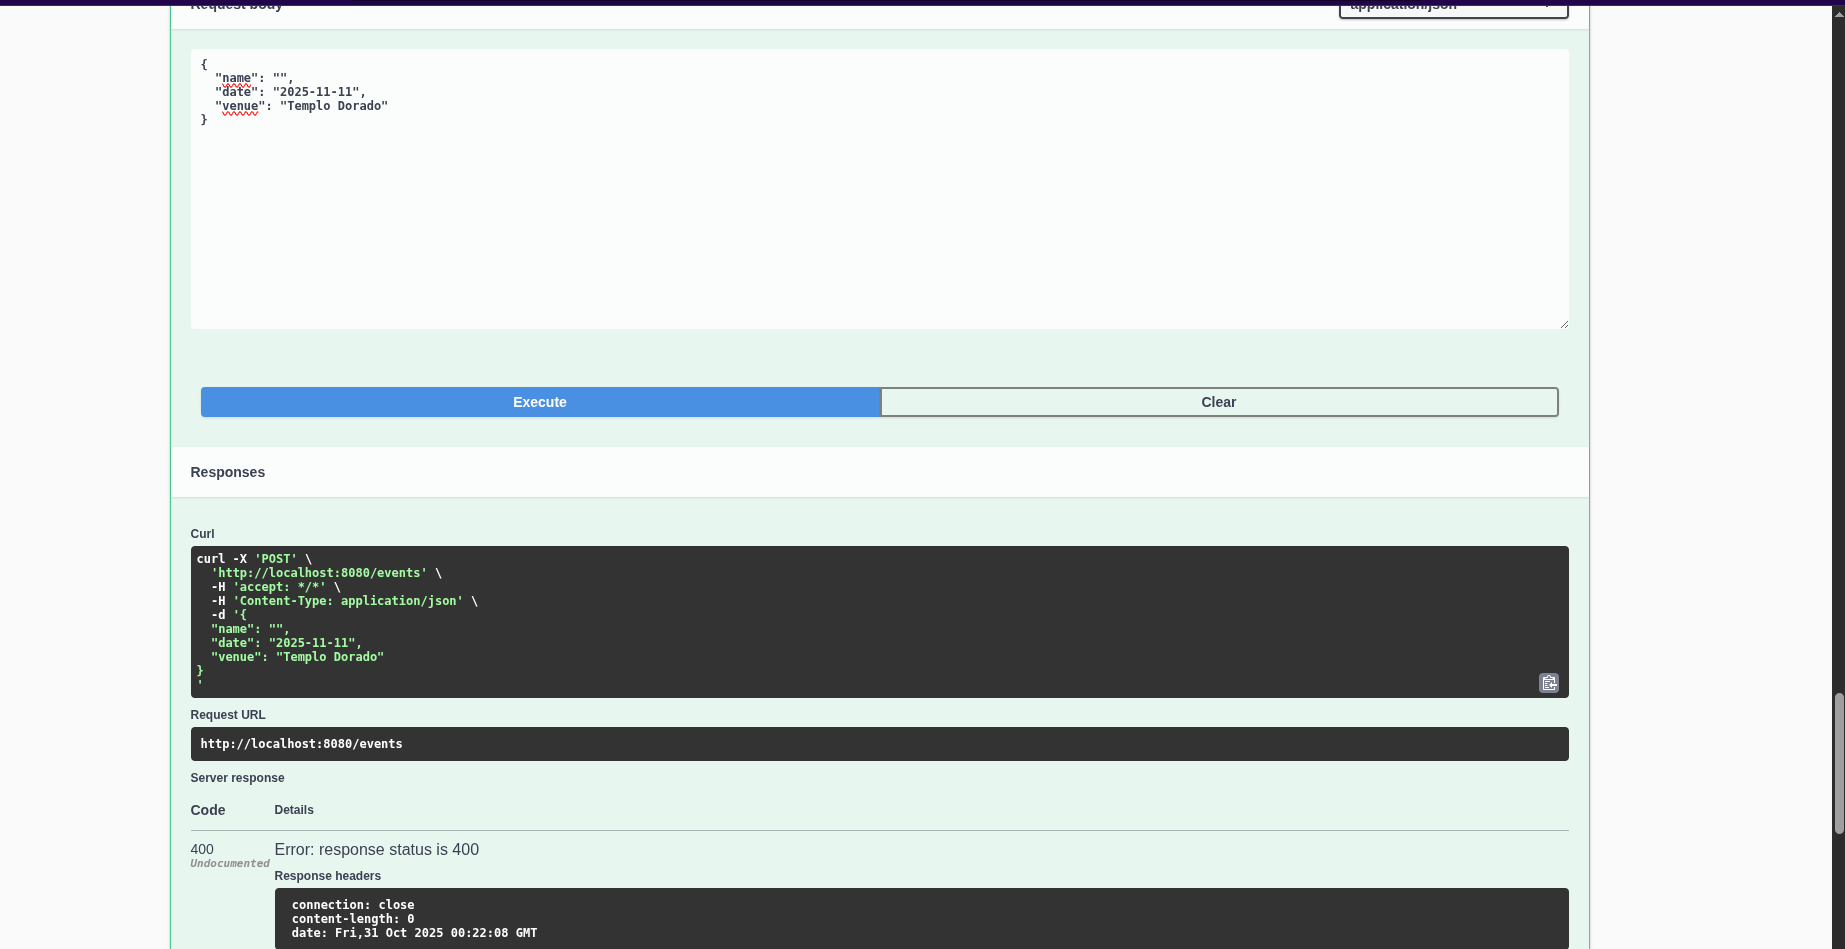 Request body
application/json
{
  "name": "",
  "date": "2025-11-11",
  "venue": "Templo Dorado"
}
Execute
Clear
Responses
Curl
curl -X 'POST' \
  'http://localhost:8080/events' \
  -H 'accept: */*' \
  -H 'Content-Type: application/json' \
  -d '{
  "name": "",
  "date": "2025-11-11",
  "venue": "Templo Dorado"
}
'
Request URL
http://localhost:8080/events
Server response
Code Details
400 Error: response status is 400
Undocumented
Response headers
connection: close
content-length: 0
date: Fri,31 Oct 2025 00:22:08 GMT